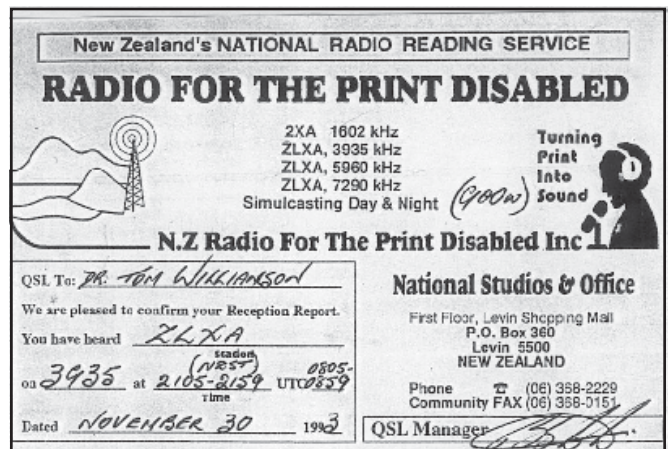 New Zealand's NATIONAL RADIO READING SERVICE
RADIO FOR THE PRINT DISABLED
2XA 1602 kHz
ZLXA, 3935 kHz
ZLXA, 5960 kHz
ZLXA, 7290 kHz
Simulcasting Day & Night
(900w)
Turning
Print
Into
Sound
N.Z Radio For The Print Disabled Inc
QSL To: DR. TOM WILLIAMSON
We are pleased to confirm your Reception Report.
You have heard ZLXA
Station
on 3935 at 2105-2159 UTC 0805-0859
Time
Dated NOVEMBER 30 1993
National Studios & Office
First Floor, Levin Shopping Mall
P.O. Box 360
Levin 5500
NEW ZEALAND
Phone ☎ (06) 368-2229
Community FAX (06) 368-0151
QSL Manager